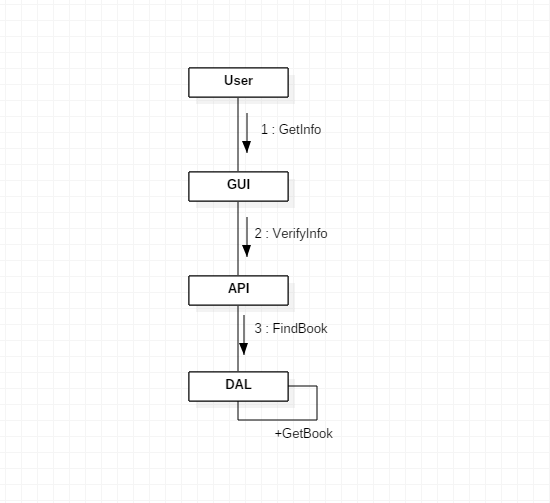 User
1 : GetInfo
GUI
2 : VerifyInfo
API
3 : FindBook
DAL
+GetBook